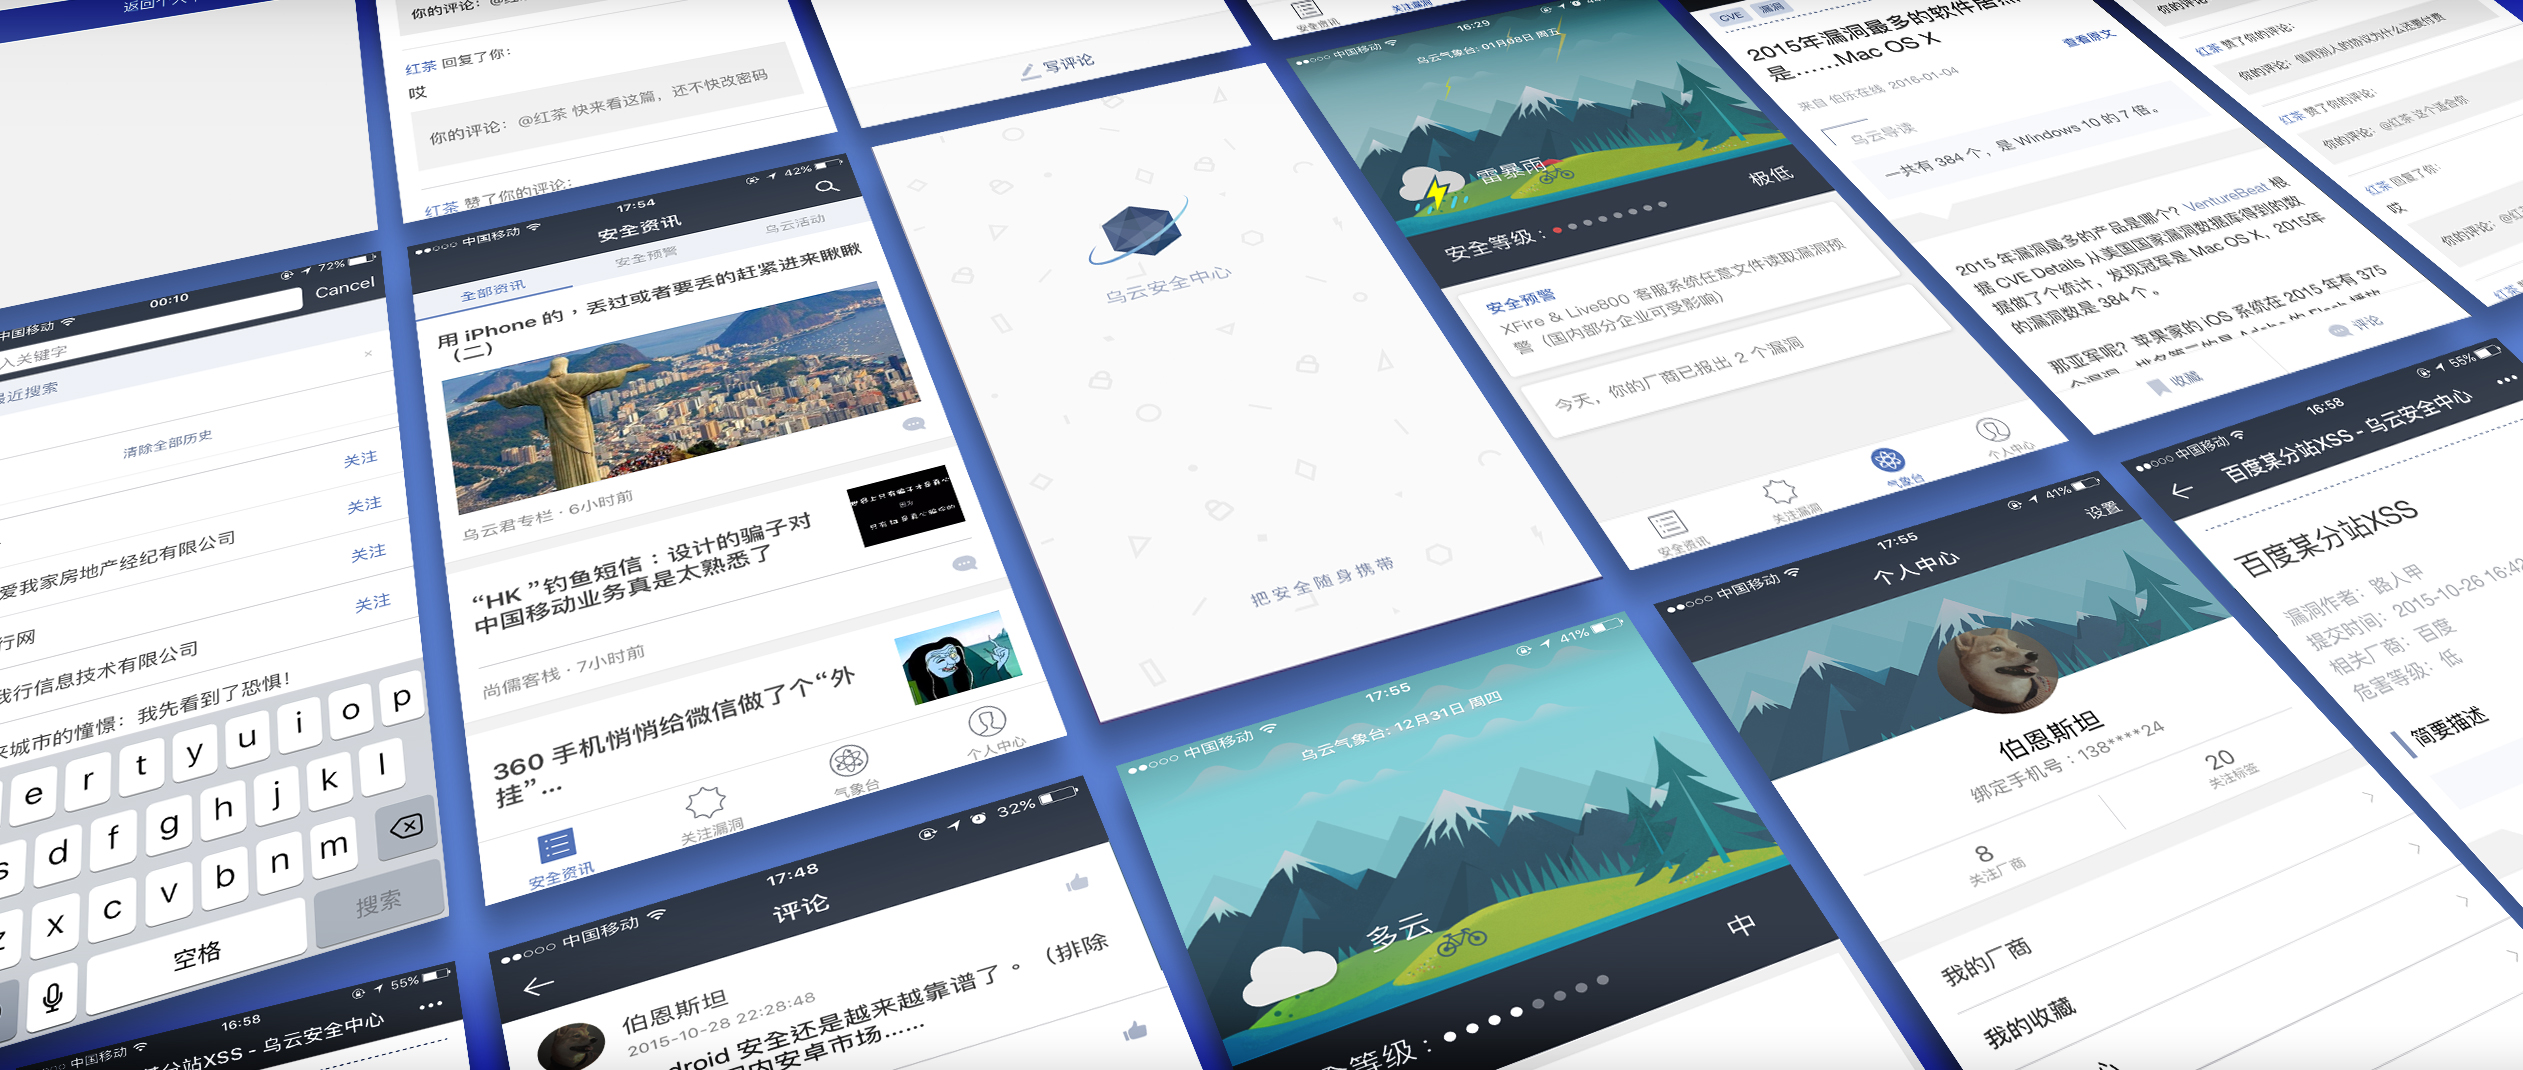 你的评论：
红茶 回复了你：
哎
你的评论：@红茶 快来看这篇，还不快改密码
红茶 赞了你的评论：
中国移动
00:10
72%
Cancel
入关键字
近搜索
清除全部历史
关注
关注
爱我家房地产经纪有限公司
关注
行网
关注
我行信息技术有限公司
城市的憧憬：我先看到了恐惧！
e r t y u i o p
s d f g h j k l
z x c v b n m
空格
搜索
中国移动
16:58
55%
某分站XSS - 乌云安全中心
中国移动
17:54
42%
安全资讯
全部资讯
安全预警
乌云活动
用 iPhone 的，丢过或者要丢的赶紧进来瞅瞅
（二）
乌云君专栏 · 6小时前
“HK ”钓鱼短信：设计的骗子对
中国移动业务真是太熟悉了
尚儒客栈 · 7小时前
360 手机悄悄给微信做了个“外
挂”...
安全资讯
关注漏洞
气象台
个人中心
中国移动
17:48
32%
评论
伯恩斯坦
2015-10-28 22:28:48
droid 安全还是越来越靠谱了。（排除
内安卓市场......
写评论
乌云安全中心
把安全随身携带
安全资讯
关注漏洞
中国移动
16:29
乌云气象台: 01月08日 周五
雷暴雨
极低
安全等级：
安全预警
XFire & Live800 客服系统任意文件读取漏洞预
警（国内部分企业可受影响）
今天，你的厂商已报出 2 个漏洞
安全资讯
关注漏洞
气象台
个人中心
中国移动
17:55
41%
乌云气象台: 12月31日 周四
多云
中
等级：
CVE
漏洞
2015年漏洞最多的软件居然
是……Mac OS X
查看原文
来自 伯乐在线 2016-01-04
乌云导读
一共有 384 个，是 Windows 10 的 7 倍。
2015 年漏洞最多的产品是哪个？VentureBeat 根
据 CVE Details 从美国国家漏洞数据库得到的数
据做了个统计，发现冠军是 Mac OS X，2015年
的漏洞数是 384 个。
那亚军呢？苹果家的 iOS 系统在 2015 年有 375
收藏
评论
中国移动
17:55
41%
个人中心
设置
伯恩斯坦
绑定手机号：138****24
8
关注厂商
20
关注标签
我的厂商
我的收藏
红茶 赞了你的评论：
你的评论：借用别人的协议为什么还要付费
红茶 赞了你的评论：
你的评论：@红茶 这个适合你
红茶 回复了你：
哎
你的评论：
红茶
中国移动
16:58
55%
百度某分站XSS - 乌云安全中心
百度某分站XSS
漏洞作者：路人甲
提交时间：2015-10-26 16:42
相关厂商：百度
危害等级：低
简要描述